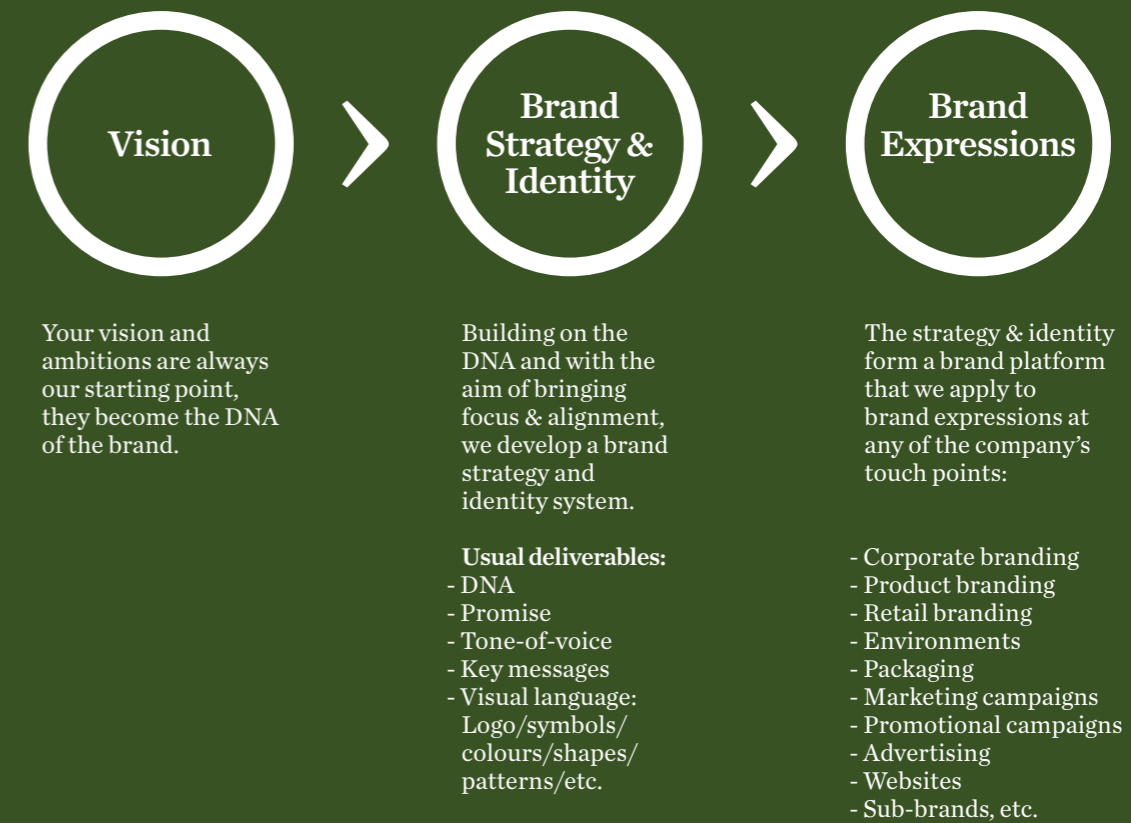 Vision
Brand
Strategy &
Identity
Brand
Expressions
Your vision and
ambitions are always
our starting point,
they become the DNA
of the brand.
Building on the
DNA and with the
aim of bringing
focus & alignment,
we develop a brand
strategy and
identity system.
Usual deliverables:
- DNA
- Promise
- Tone-of-voice
- Key messages
- Visual language:
Logo/symbols/
colours/shapes/
patterns/etc.
The strategy & identity
form a brand platform
that we apply to
brand expressions at
any of the company’s
touch points:
- Corporate branding
- Product branding
- Retail branding
- Environments
- Packaging
- Marketing campaigns
- Promotional campaigns
- Advertising
- Websites
- Sub-brands, etc.